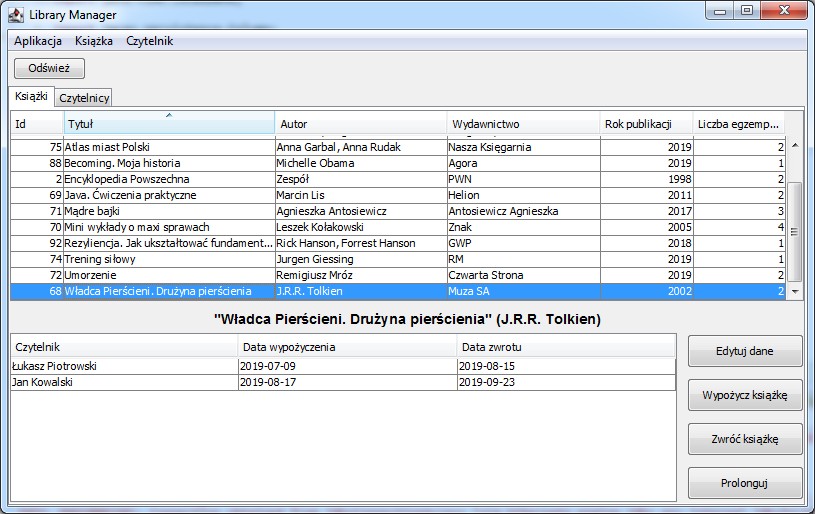 Library Manager
Aplikacja Książka Czytelnik
Odśwież
Książki Czytelnicy
Id Tytuł Autor Wydawnictwo Rok publikacji Liczba egzemp...
75 Atlas miast Polski Anna Garbal, Anna Rudak Nasza Księgarnia 2019 2
88 Becoming. Moja historia Michelle Obama Agora 2019 1
2 Encyklopedia Powszechna Zespół PWN 1998 2
69 Java. Ćwiczenia praktyczne Marcin Lis Helion 2011 2
71 Mądre bajki Agnieszka Antosiewicz Antosiewicz Agnieszka 2017 3
70 Mini wykłady o maxi sprawach Leszek Kołakowski Znak 2005 4
92 Rezyliencja. Jak ukształtować fundament... Rick Hanson, Forrest Hanson GWP 2018 1
74 Trening siłowy Jurgen Giessing RM 2019 1
72 Umorzenie Remigiusz Mróz Czwarta Strona 2019 2
68 Władca Pierścieni. Drużyna pierścienia J.R.R. Tolkien Muza SA 2002 2
"Władca Pierścieni. Drużyna pierścienia" (J.R.R. Tolkien)
Czytelnik Data wypożyczenia Data zwrotu
Łukasz Piotrowski 2019-07-09 2019-08-15
Jan Kowalski 2019-08-17 2019-09-23
Edytuj dane
Wypożycz książkę
Zwróć książkę
Prolonguj